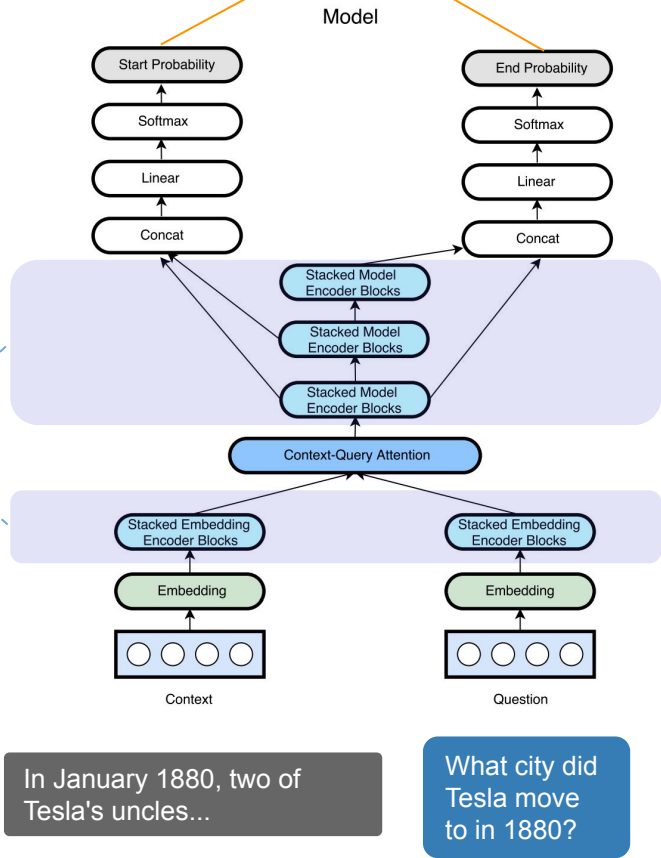 Model
Start Probability
End Probability
Softmax
Softmax
Linear
Linear
Concat
Concat
Stacked Model
Encoder Blocks
Stacked Model
Encoder Blocks
Stacked Model
Encoder Blocks
Context-Query Attention
Stacked Embedding
Encoder Blocks
Stacked Embedding
Encoder Blocks
Embedding
Embedding
Context
Question
In January 1880, two of
Tesla's uncles...
What city did
Tesla move
to in 1880?